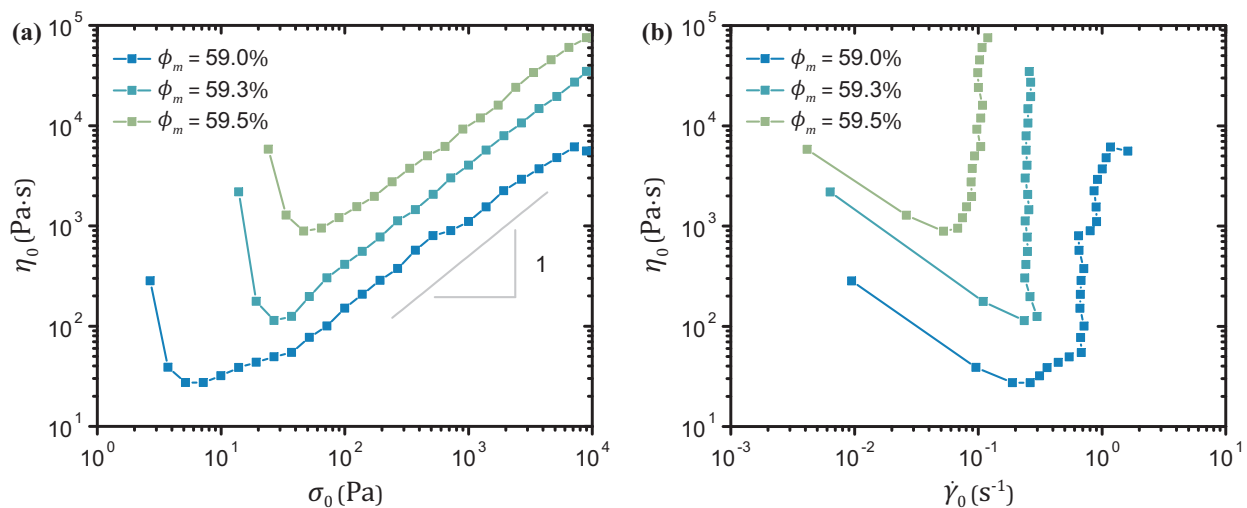 (a)
ϕm = 59.0%
ϕm = 59.3%
ϕm = 59.5%
10^5
10^4
10^3
10^2
10^1
η0 (Pa·s)
1
10^0 10^1 10^2 10^3 10^4
σ0 (Pa)
(b)
ϕm = 59.0%
ϕm = 59.3%
ϕm = 59.5%
10^5
10^4
10^3
10^2
10^1
η0 (Pa·s)
10^-3 10^-2 10^-1 10^0 10^1
γ̇0 (s^-1)